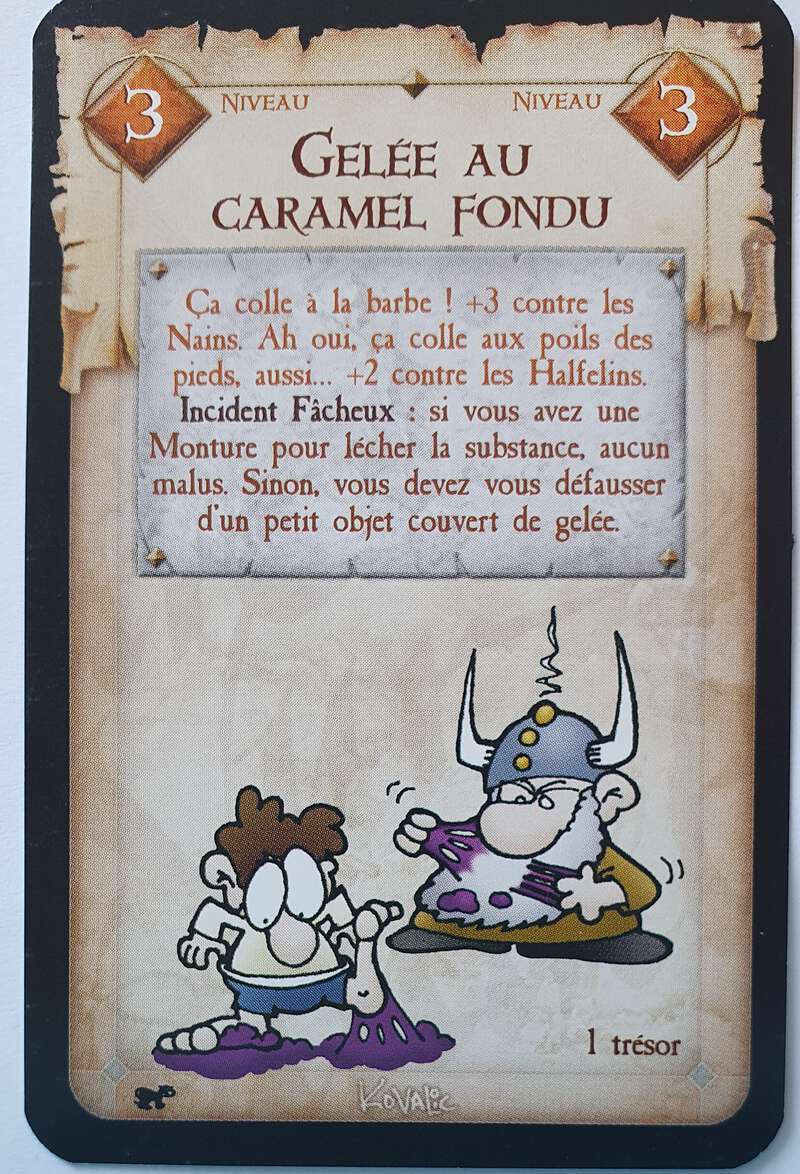 3 Niveau Niveau 3
Gelée au
caramel fondu
Ça colle à la barbe ! +3 contre les
Nains. Ah oui, ça colle aux poils des
pieds, aussi... +2 contre les Halfelins.
Incident Fâcheux : si vous avez une
Monture pour lécher la substance, aucun
malus. Sinon, vous devez vous défausser
d'un petit objet couvert de gelée.
1 trésor
Kovalic